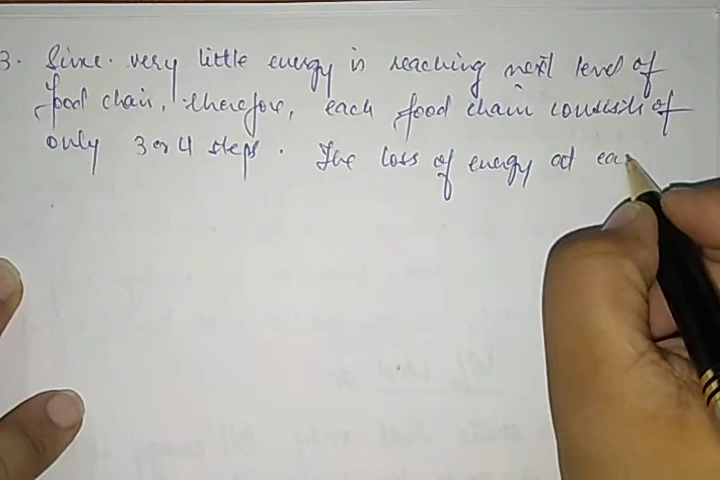 3. Since very little energy is reaching next level of
food chain, therefore, each food chain consists of
only 3 or 4 steps. The loss of energy at eac